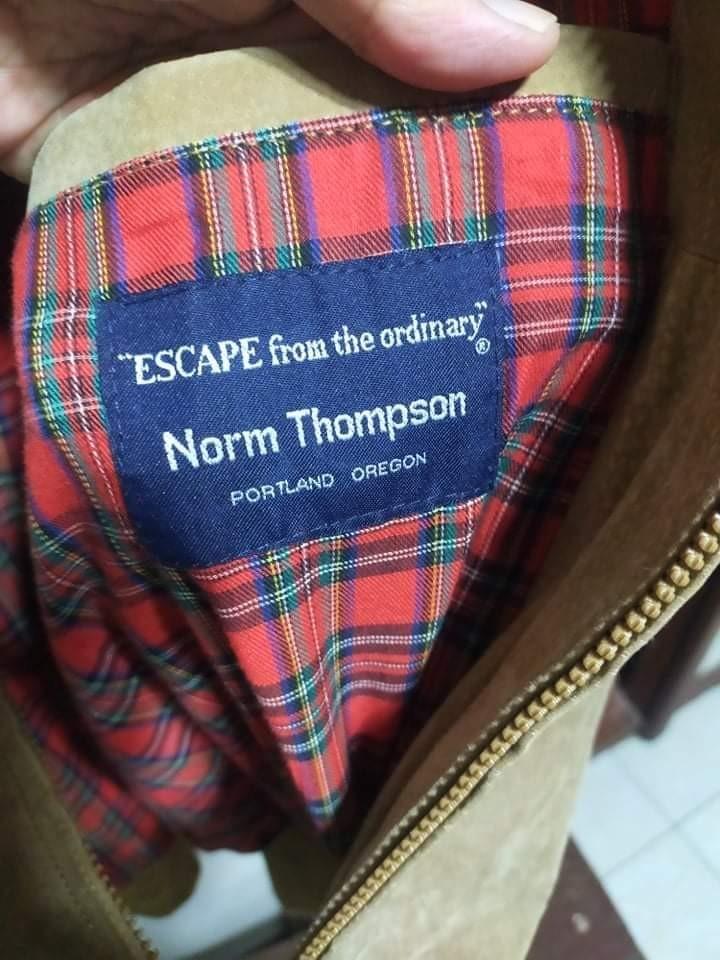 "ESCAPE from the ordinary"®
Norm Thompson
PORTLAND OREGON